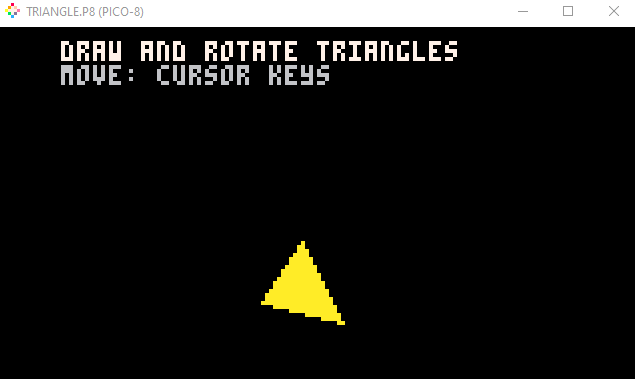 TRIANGLE.P8 (PICO-8)
DRAW AND ROTATE TRIANGLES
MOVE: CURSOR KEYS